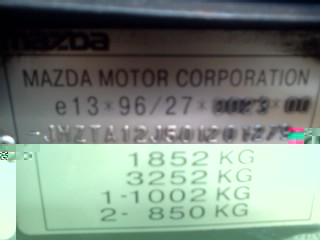 mazda
MAZDA MOTOR CORPORATION
e13*96/27*
1852 KG
3252 KG
1-1002 KG
2- 850 KG